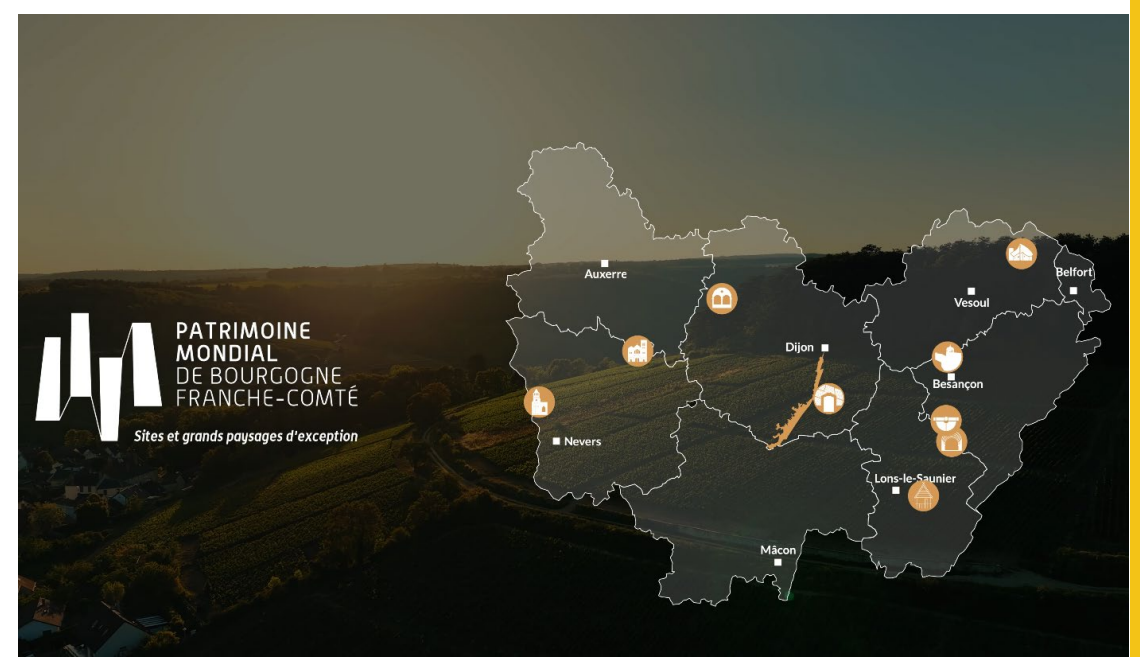 PATRIMOINE
MONDIAL
DE BOURGOGNE
FRANCHE-COMTÉ
Sites et grands paysages d'exception
Auxerre
Belfort
Vesoul
Dijon
Besançon
Nevers
Lons-le-Saunier
Mâcon